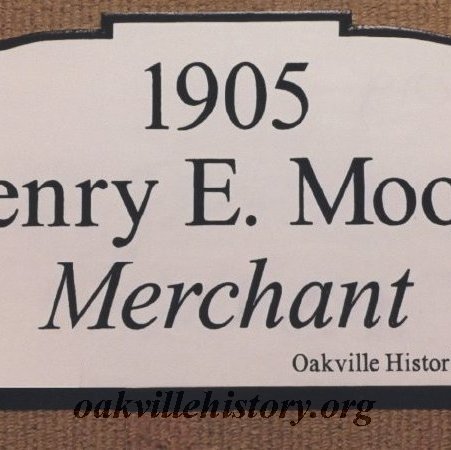 1905
enry E. Moo
Merchant
Oakville Histor
oakvillehistory.org